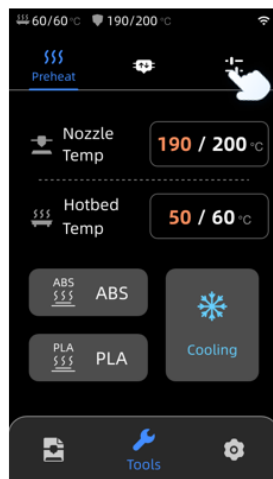 60/60 °C 190/200 °C
Preheat
Nozzle Temp 190 / 200 °C
Hotbed Temp 50 / 60 °C
ABS ABS
PLA PLA
Cooling
Tools